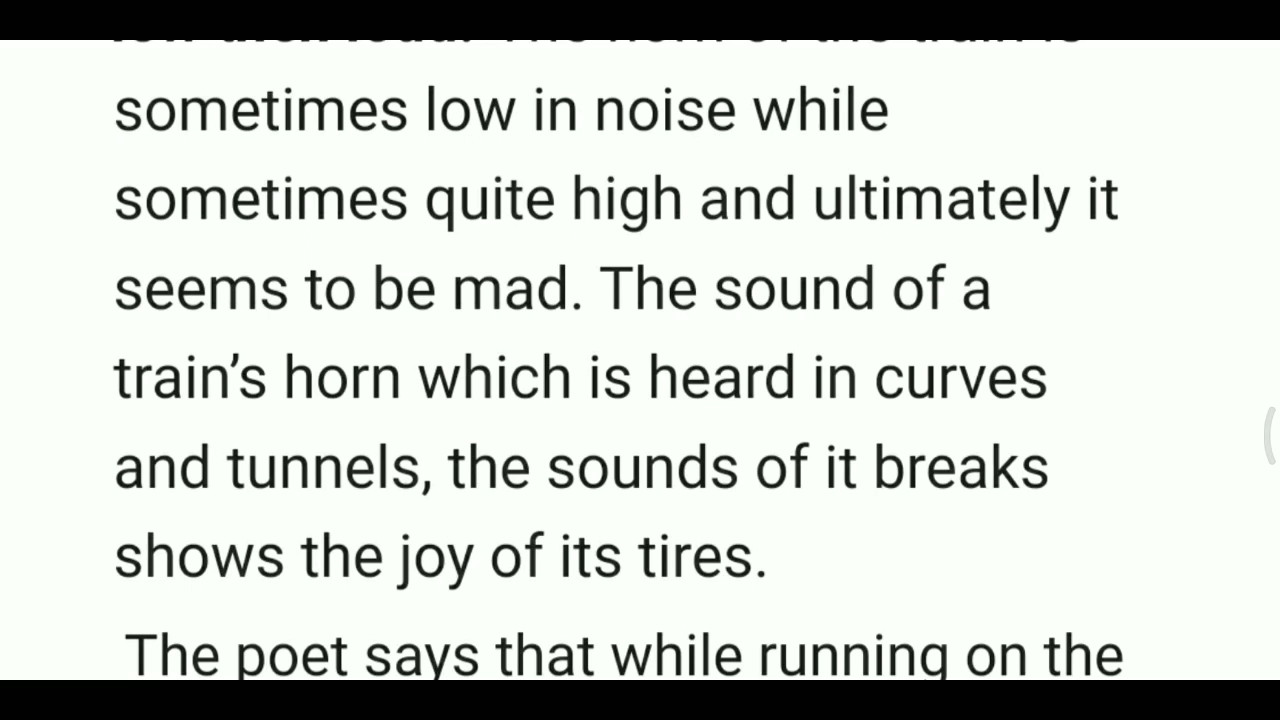 sometimes low in noise while
sometimes quite high and ultimately it
seems to be mad. The sound of a
train’s horn which is heard in curves
and tunnels, the sounds of it breaks
shows the joy of its tires.
The poet says that while running on the